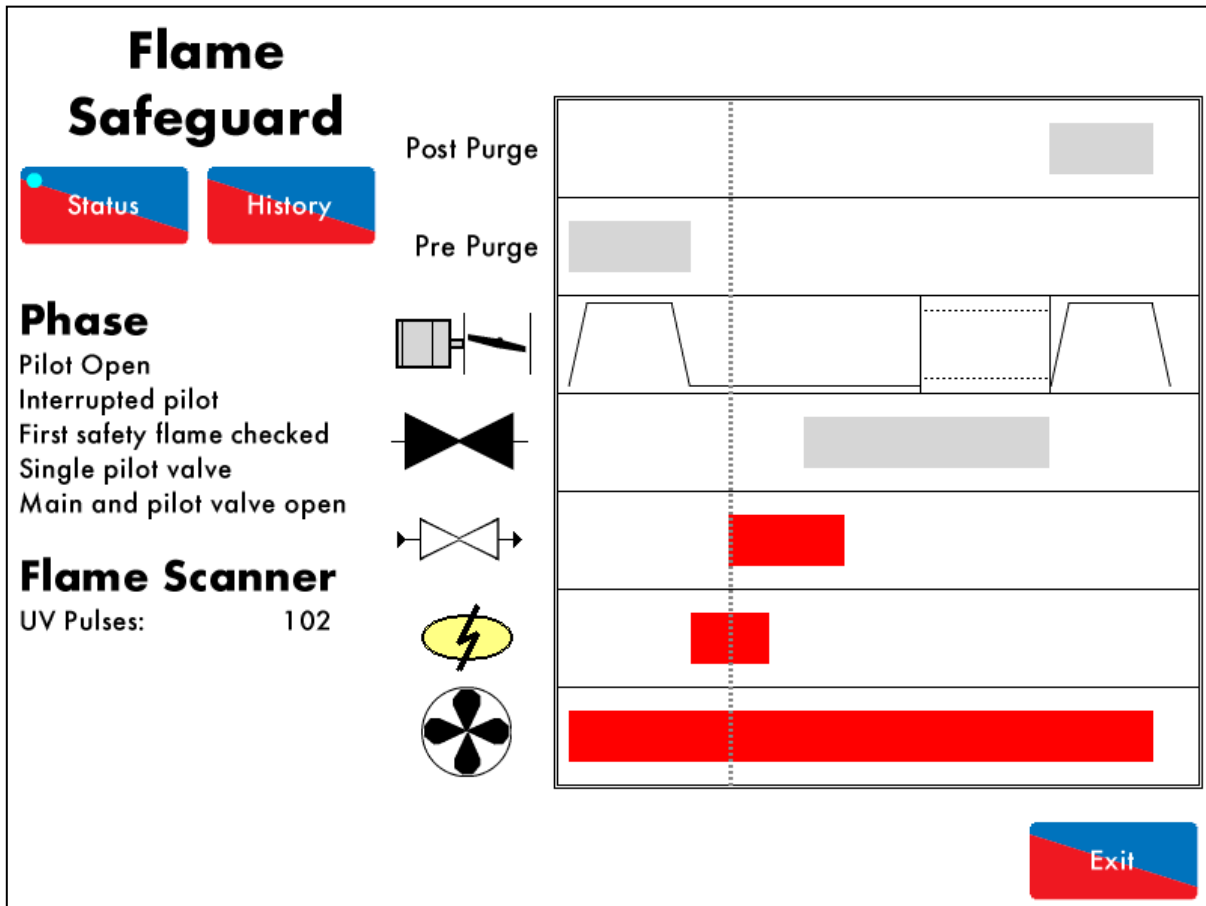 Flame
Safeguard
Status
History
Phase
Pilot Open
Interrupted pilot
First safety flame checked
Single pilot valve
Main and pilot valve open
Flame Scanner
UV Pulses: 102
Post Purge
Pre Purge
Exit